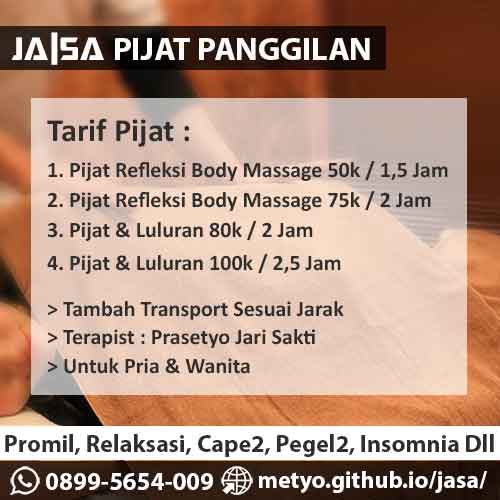 JA|SA PIJAT PANGGILAN
Tarif Pijat :
1. Pijat Refleksi Body Massage 50k / 1,5 Jam
2. Pijat Refleksi Body Massage 75k / 2 Jam
3. Pijat & Luluran 80k / 2 Jam
4. Pijat & Luluran 100k / 2,5 Jam
> Tambah Transport Sesuai Jarak
> Terapist : Prasetyo Jari Sakti
> Untuk Pria & Wanita
Promil, Relaksasi, Cape2, Pegel2, Insomnia Dll
0899-5654-009 metyo.github.io/jasa/